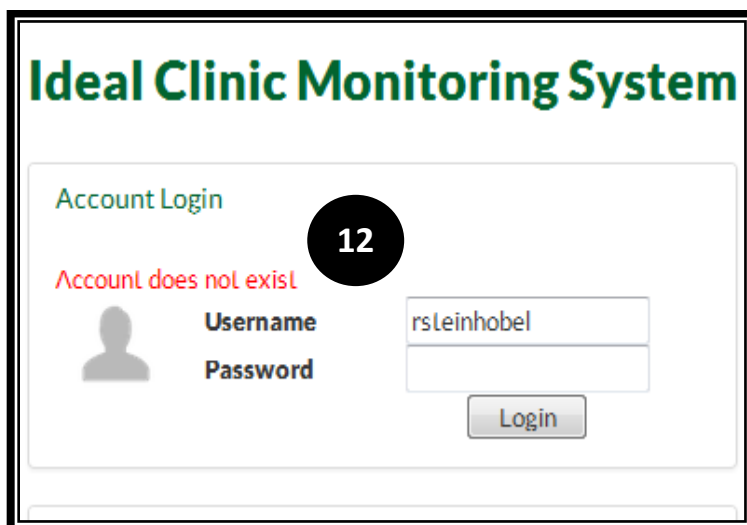 Ideal Clinic Monitoring System
Account Login
12
Account does not exist
Username rsteinhobel
Password
Login